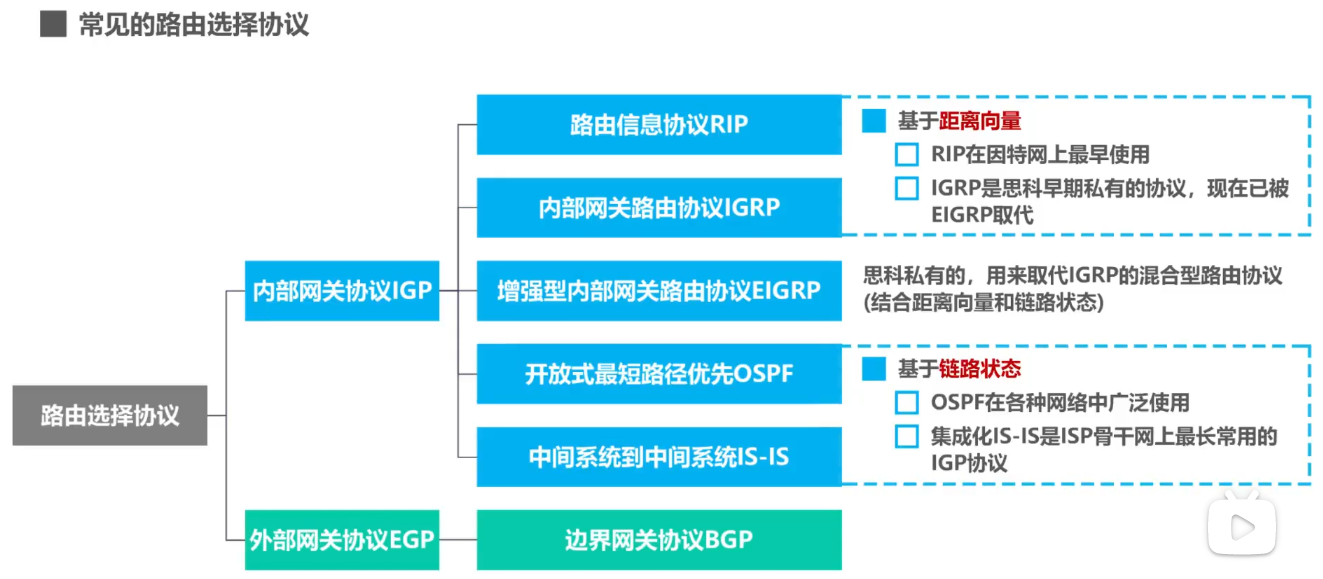 常见的路由选择协议
路由信息协议RIP
基于距离向量
RIP在因特网上最早使用
IGRP是思科早期私有的协议，现在已被
EIGRP取代
内部网关路由协议IGRP
内部网关协议IGP
增强型内部网关路由协议EIGRP
思科私有的，用来取代IGRP的混合型路由协议
(结合距离向量和链路状态)
开放式最短路径优先OSPF
基于链路状态
OSPF在各种网络中广泛使用
集成化IS-IS是ISP骨干网上最长常用的
IGP协议
路由选择协议
中间系统到中间系统IS-IS
外部网关协议EGP
边界网关协议BGP